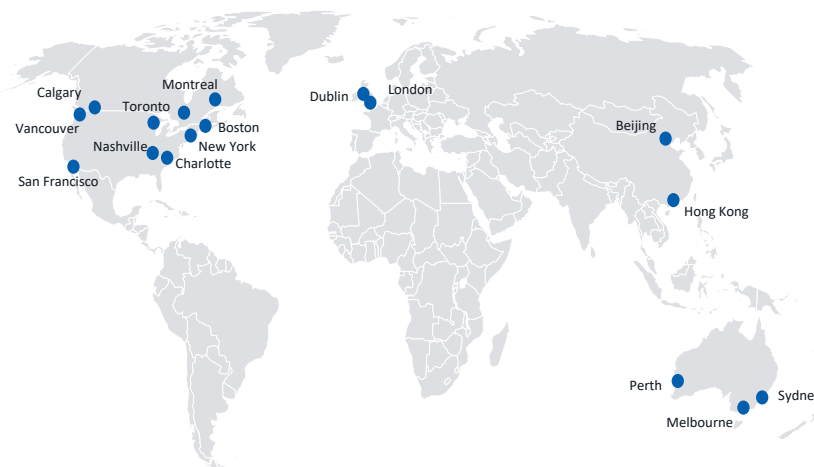 Montreal
London
Calgary
Dublin
Toronto
Vancouver
Boston
Beijing
Nashville
New York
Charlotte
San Francisco
Hong Kong
Perth
Sydne
Melbourne